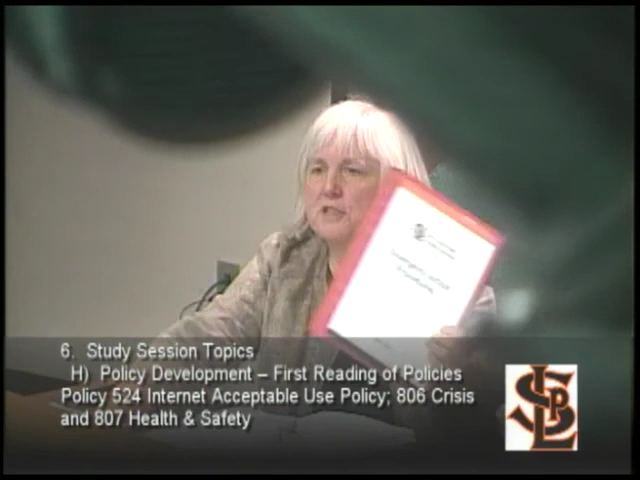 6. Study Session Topics
H) Policy Development – First Reading of Policies
Policy 524 Internet Acceptable Use Policy; 806 Crisis
and 807 Health & Safety
SLP